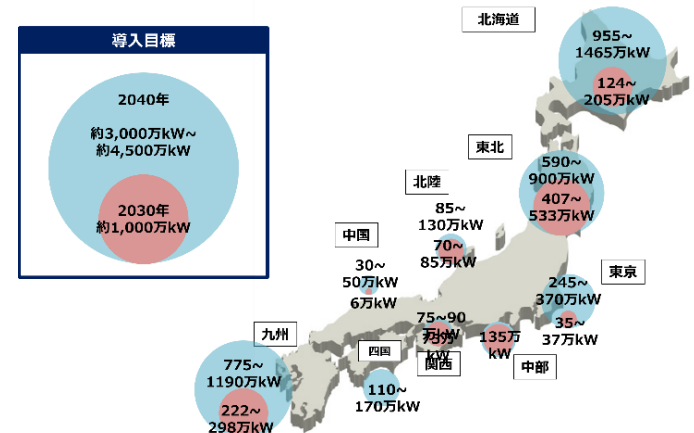 導入目標
2040年
約3,000万kW~
約4,500万kW
2030年
約1,000万kW
北海道
955~
1465万kW
124~
205万kW
東北
590~
900万kW
407~
533万kW
北陸
85~
130万kW
70~
85万kW
中国
30~
50万kW
6万kW
東京
245~
370万kW
35~
37万kW
75~90
万kW
kW
関西
135万
kW
中部
四国
110~
170万kW
九州
775~
1190万kW
222~
298万kW